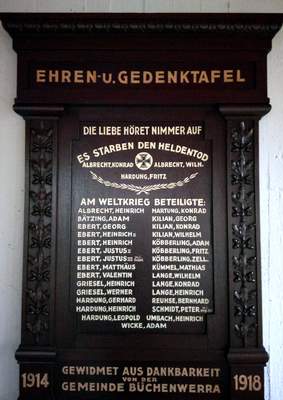 EHREN-U. GEDENKTAFEL
DIE LIEBE HÖRET NIMMER AUF
ES STARBEN DEN HELDENTOD
ALBRECHT, KONRAD ALBRECHT, WILH.
HARDUNG, FRITZ
AM WELTKRIEG BETEILIGTE:
ALBRECHT, HEINRICH HARTUNG, KONRAD
BÄTZING, ADAM KILIAN, GEORG
EBERT, GEORG KILIAN, KONRAD
EBERT, HEINRICH II KILIAN, WILHELM
EBERT, HEINRICH KÖBBERLING, ADAM
EBERT, JUSTUS II KÖBBERLING, FRITZ
EBERT, JUSTUS KÖBBERLING, ZELL.
EBERT, MATTHÄUS KÜMMEL, MATHIAS
EBERT, VALENTIN LANGE, WILHELM
GRIESEL, HEINRICH LANGE, KONRAD
GRIESEL, WERNER LANGE, HEINRICH
HARDUNG, GERHARD REUHSE, BERNHARD
HARDUNG, HEINRICH SCHMIDT, PETER
HARDUNG, LEOPOLD UMBACH, HEINRICH
WICKE, ADAM
1914 GEWIDMET AUS DANKBARKEIT 1918
VON DER
GEMEINDE BÜCHENWERRA